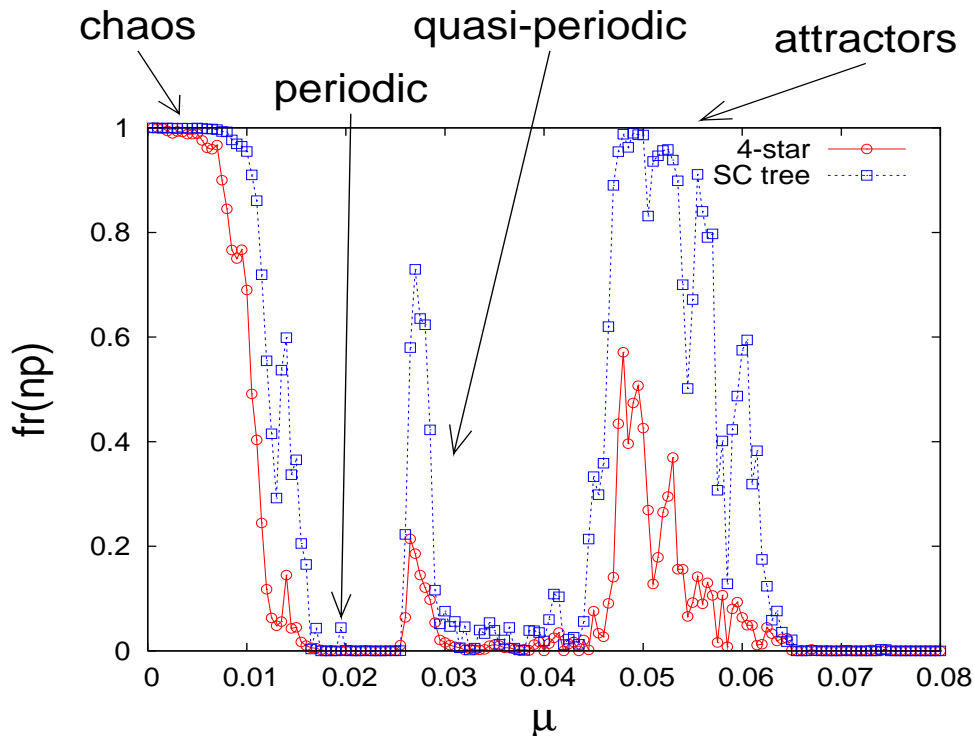 chaos
quasi-periodic
attractors
periodic
4-star
SC tree
fr(np)
1
0.8
0.6
0.4
0.2
0
0 0.01 0.02 0.03 0.04 0.05 0.06 0.07 0.08
μ